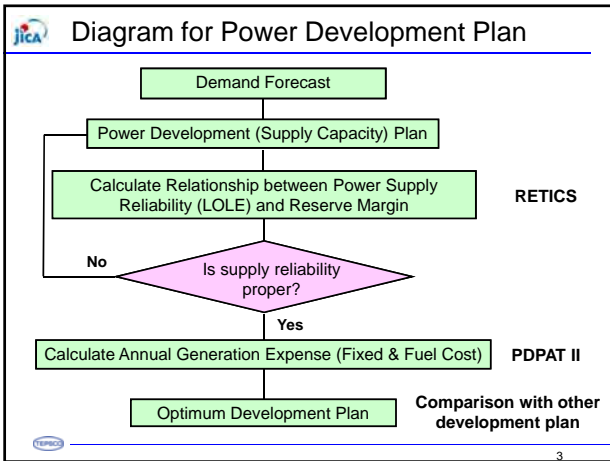 jica
Diagram for Power Development Plan
Demand Forecast
Power Development (Supply Capacity) Plan
Calculate Relationship between Power Supply
Reliability (LOLE) and Reserve Margin
RETICS
No
Is supply reliability
proper?
Yes
Calculate Annual Generation Expense (Fixed & Fuel Cost)
PDPAT II
Optimum Development Plan
Comparison with other
development plan
TEPSCO
3